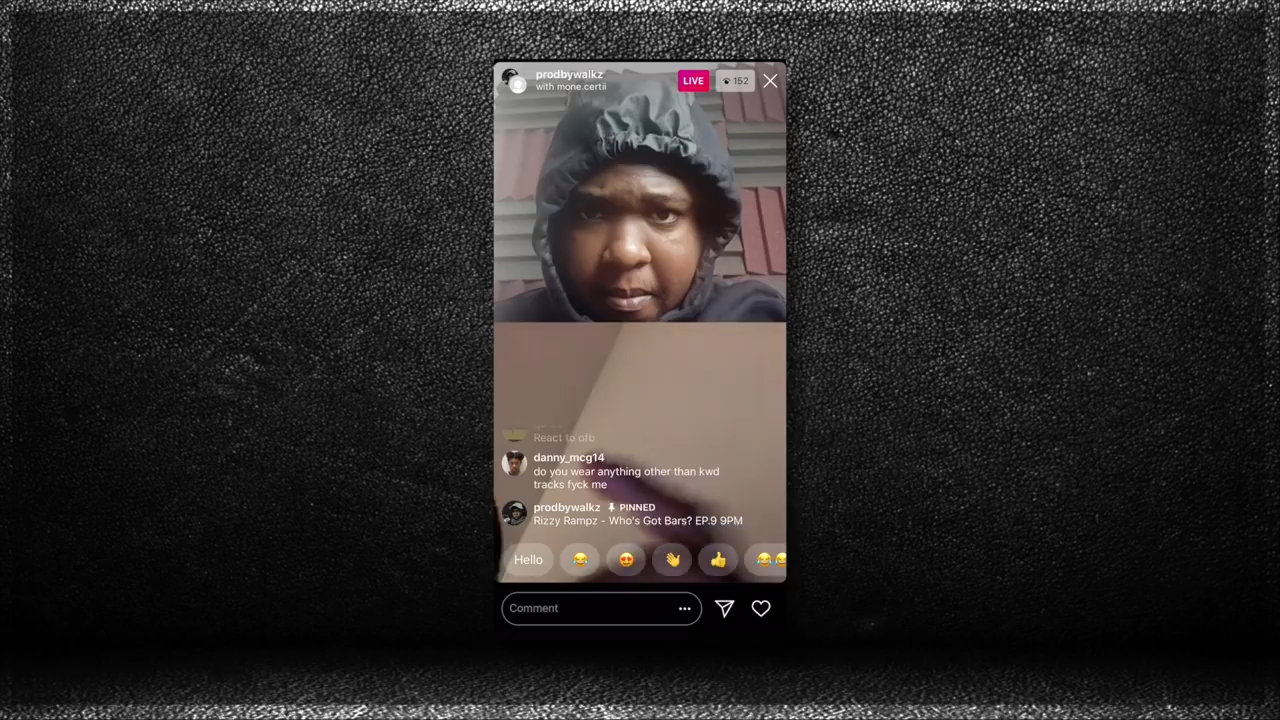 prodbywalkz
with mone.certii
LIVE
152
React to ofb
danny_mcg14
do you wear anything other than kwd
tracks fyck me
prodbywalkz PINNED
Rizzy Rampz - Who's Got Bars? EP.9 9PM
Hello
Comment